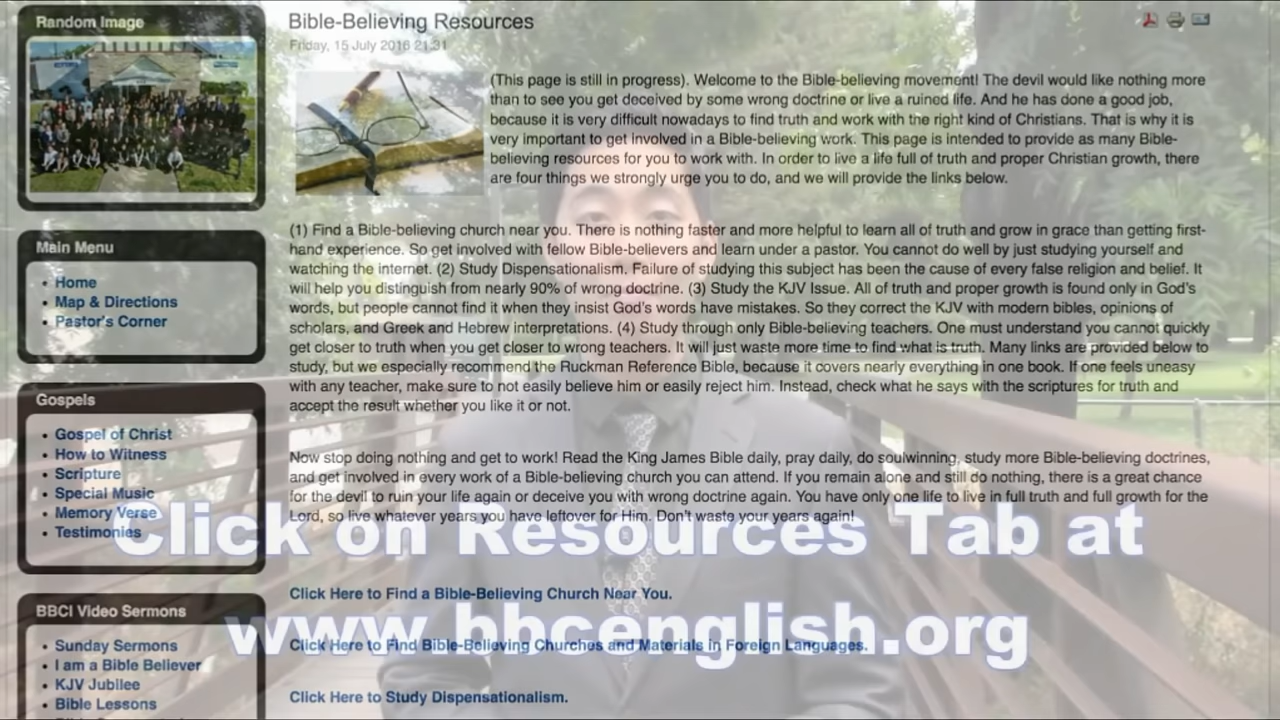 Random Image
Main Menu
Home
Map & Directions
Pastor's Corner
Gospels
Gospel of Christ
How to Witness
Scripture
Special Music
Memory Verse
Testimonies
BBCI Video Sermons
Sunday Sermons
I am a Bible Believer
KJV Jubilee
Bible Lessons
Bible-Believing Resources
Friday, 15 July 2016 21:31
(This page is still in progress). Welcome to the Bible-believing movement! The devil would like nothing more
than to see you get deceived by some wrong doctrine or live a ruined life. And he has done a good job,
because it is very difficult nowadays to find truth and work with the right kind of Christians. That is why it is
very important to get involved in a Bible-believing work. This page is intended to provide as many Bible-
believing resources for you to work with. In order to live a life full of truth and proper Christian growth, there
are four things we strongly urge you to do, and we will provide the links below.
(1) Find a Bible-believing church near you. There is nothing faster and more helpful to learn all of truth and grow in grace than getting first-
hand experience. So get involved with fellow Bible-believers and learn under a pastor. You cannot do well by just studying yourself and
watching the internet. (2) Study Dispensationalism. Failure of studying this subject has been the cause of every false religion and belief. It
will help you distinguish from nearly 90% of wrong doctrine. (3) Study the KJV Issue. All of truth and proper growth is found only in God's
words, but people cannot find it when they insist God's words have mistakes. So they correct the KJV with modern bibles, opinions of
scholars, and Greek and Hebrew interpretations. (4) Study through only Bible-believing teachers. One must understand you cannot quickly
get closer to truth when you get closer to wrong teachers. It will just waste more time to find what is truth. Many links are provided below to
study, but we especially recommend the Ruckman Reference Bible, because it covers nearly everything in one book. If one feels uneasy
with any teacher, make sure to not easily believe him or easily reject him. Instead, check what he says with the scriptures for truth and
accept the result whether you like it or not.
Now stop doing nothing and get to work! Read the King James Bible daily, pray daily, do soulwinning, study more Bible-believing doctrines,
and get involved in every work of a Bible-believing church you can attend. If you remain alone and still do nothing, there is a great chance
for the devil to ruin your life again or deceive you with wrong doctrine again. You have only one life to live in full truth and full growth for the
Lord, so live whatever years you have leftover for Him. Don't waste your years again!
Click on Resources Tab at
Click Here to Find a Bible-Believing Church Near You.
www.bbcenglish.org
Click Here to Find Bible-Believing Churches and Materials in Foreign Languages.
Click Here to Study Dispensationalism.